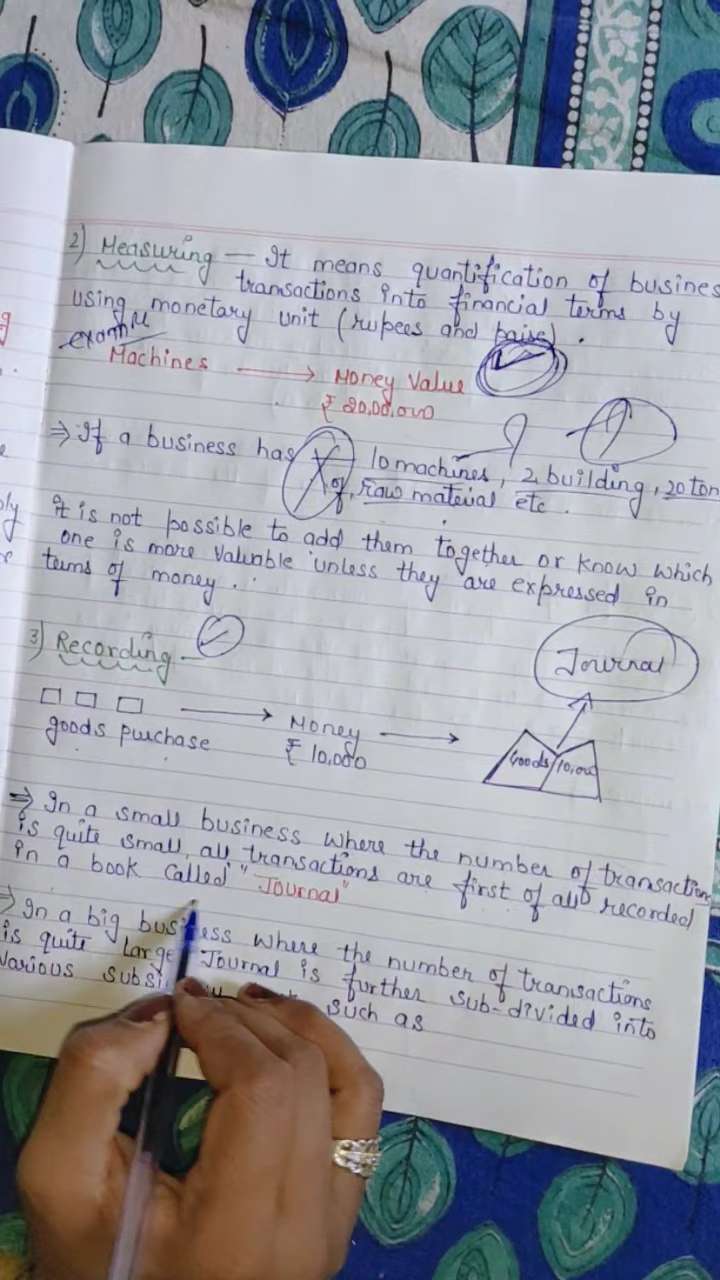 2) Measuring — It means quantification of busines
transactions into financial terms by
using monetary unit (rupees and paise).
example
Machines → Money Value
₹ 20,00,000
⇒ If a business has 10 machines, 2 building, 20 ton
of raw material etc.
it is not possible to add them together or know which
one is more valuable unless they are expressed in
terms of money.
3) Recording —
Journal
goods purchase → Money →
₹ 10,000
Goods 10,000
⇒ In a small business where the number of transaction
is quite small, all transactions are first of all recorded
in a book called "Journal"
⇒ In a big business where the number of transactions
is quite large Journal is further sub-divided into
various such as